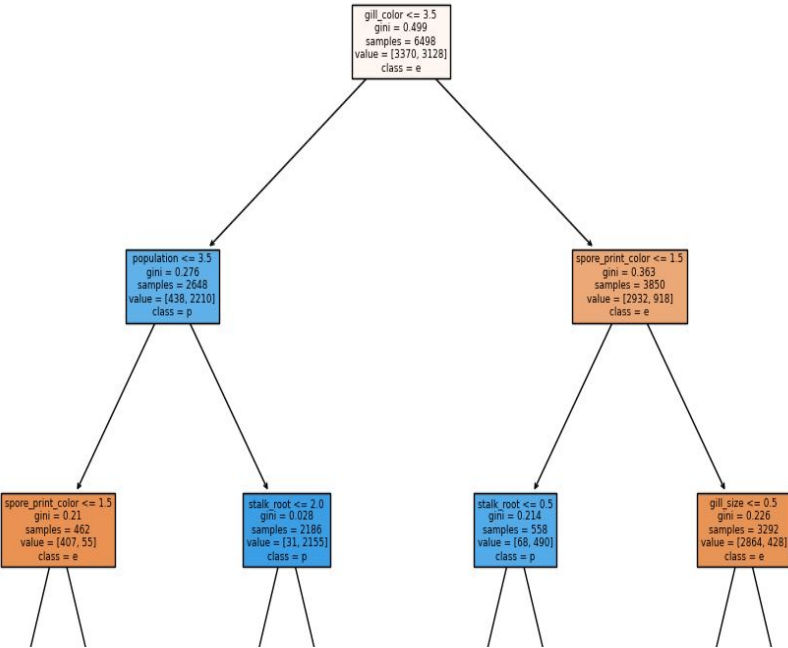 gill_color <= 3.5
gini = 0.499
samples = 6498
value = [3370, 3128]
class = e
population <= 3.5
gini = 0.276
samples = 2648
value = [438, 2210]
class = p
spore_print_color <= 1.5
gini = 0.363
samples = 3850
value = [2932, 918]
class = e
spore_print_color <= 1.5
gini = 0.21
samples = 462
value = [407, 55]
class = e
stalk_root <= 2.0
gini = 0.028
samples = 2186
value = [31, 2155]
class = p
stalk_root <= 0.5
gini = 0.214
samples = 558
value = [68, 490]
class = p
gill_size <= 0.5
gini = 0.226
samples = 3292
value = [2864, 428]
class = e